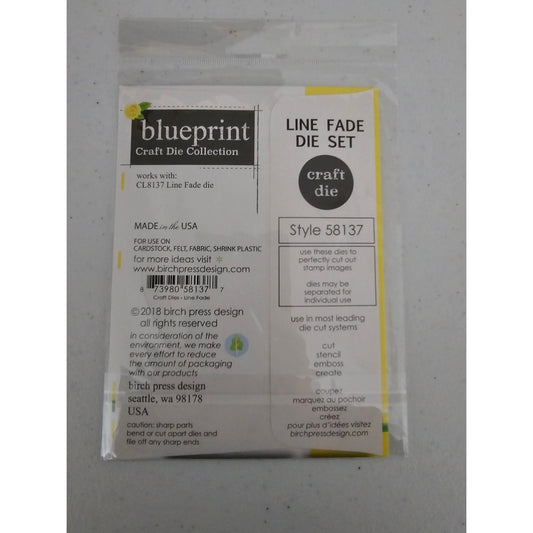 blueprint
Craft Die Collection
works with:
CL8137 Line Fade die
MADE in the USA
FOR USE ON
CARDSTOCK, FELT, FABRIC, SHRINK PLASTIC
for more ideas visit
www.birchpressdesign.com
8 73980 58137 7
Craft Dies - Line Fade
©2018 birch press design
all rights reserved
in consideration of the
environment, we make
every effort to reduce
the amount of packaging
with our products
birch press design
seattle, wa 98178
USA
caution: sharp parts
bend or cut apart dies and
file off any sharp ends
LINE FADE
DIE SET
craft
die
Style 58137
use these dies to
perfectly cut out
stamp images
dies may be
separated for
individual use
use in most leading
die cut systems
cut
stencil
emboss
create
coupez
marquez au pochoir
embossez
créez
pour plus d'idées visitez
birchpressdesign.com